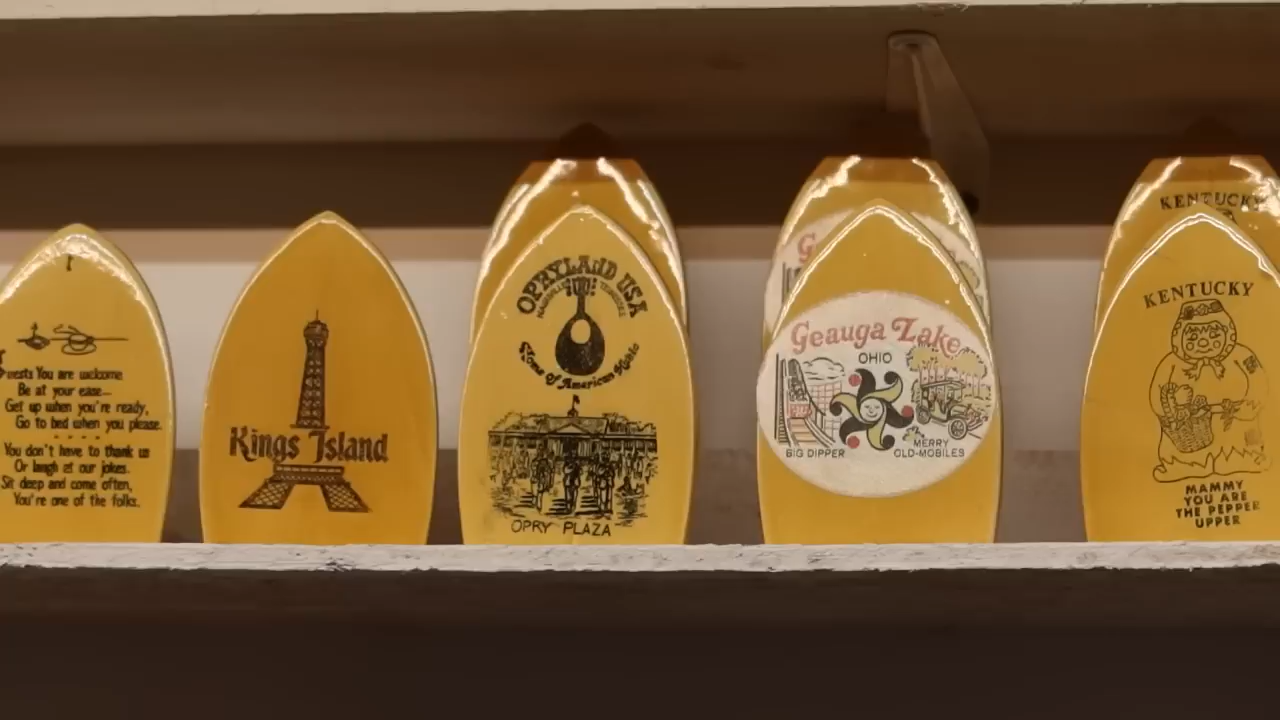 Guests You are welcome
Be at your ease...
Get up when you're ready,
Go to bed when you please.
You don't have to thank us
Or laugh at our jokes.
Sit deep and come often,
You're one of the folks.
Kings Island
OPRYLAND USA
NASHVILLE TENNESSEE
Home of American Music
OPRY PLAZA
G
Geauga Lake
OHIO
BIG DIPPER
MERRY
OLD-MOBILES
KENTUCKY
KENTUCKY
MAMMY
YOU ARE
THE PEPPER
UPPER